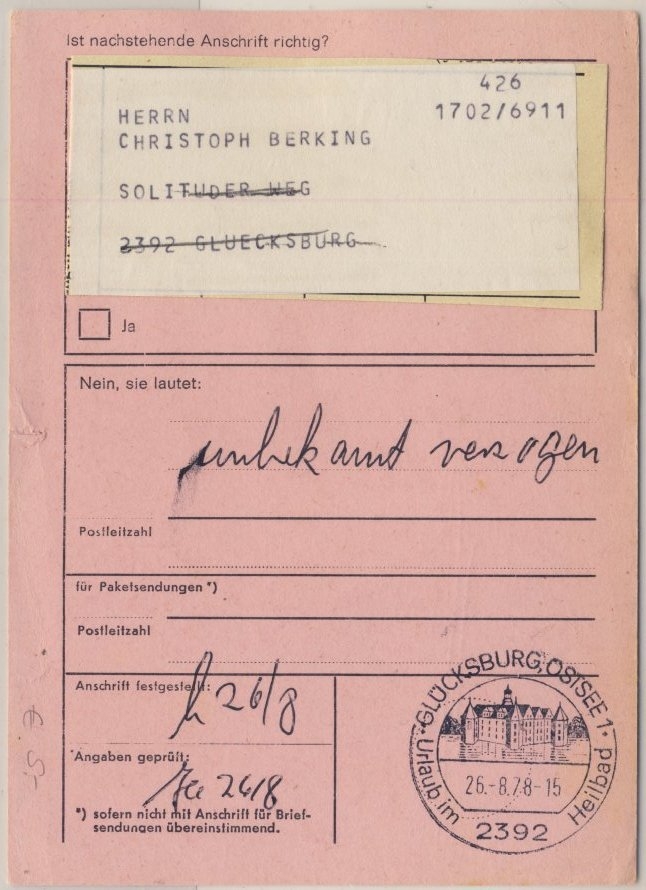 Ist nachstehende Anschrift richtig?
426
HERRN 1702/6911
CHRISTOPH BERKING
SOLITUDER WEG
2392 GLUECKSBURG
Ja
Nein, sie lautet:
unbekannt verzogen
Postleitzahl
für Paketsendungen *)
Postleitzahl
Anschrift festgestellt:
26/8
Angaben geprüft:
26/8
*) sofern nicht mit Anschrift für Brief-
sendungen übereinstimmend.
GLÜCKSBURG, OSTSEE 1
26.-8.78-15
Urlaub im Heilbad
2392